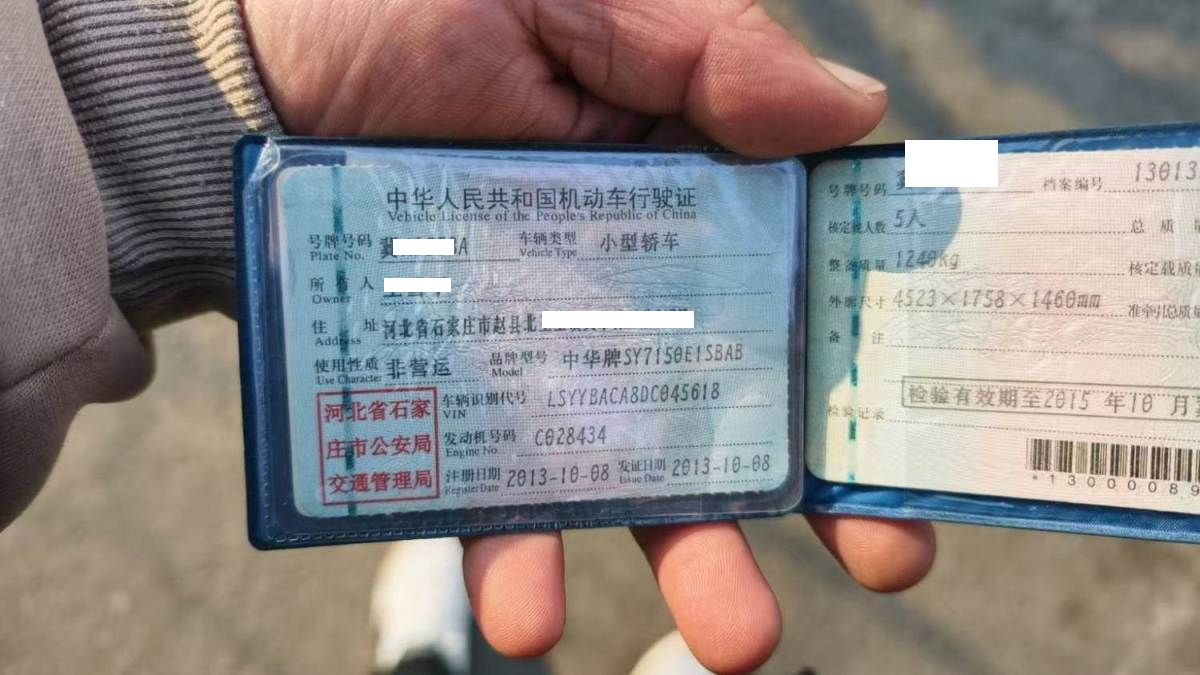 中华人民共和国机动车行驶证
Vehicle License of the People's Republic of China
号牌号码 冀 A 车辆类型 小型轿车
Plate No. Vehicle Type
所有人
Owner
住址 河北省石家庄市赵县北
Address
使用性质 非营运 品牌型号 中华牌SY7150E1SBAB
Use Character Model
河北省石家
庄市公安局
交通管理局
车辆识别代号 LSYYBACA8DC045618
VIN
发动机号码 C028434
Engine No.
注册日期 2013-10-08 发证日期 2013-10-08
Register Date Issue Date
号牌号码 档案编号 13013
核定载人数 5人 总质量
整备质量 1240kg 核定载质
外廓尺寸 4523×1758×1460mm 准牵引总质
备注
检验记录 检验有效期至2015 年10 月
*13000089